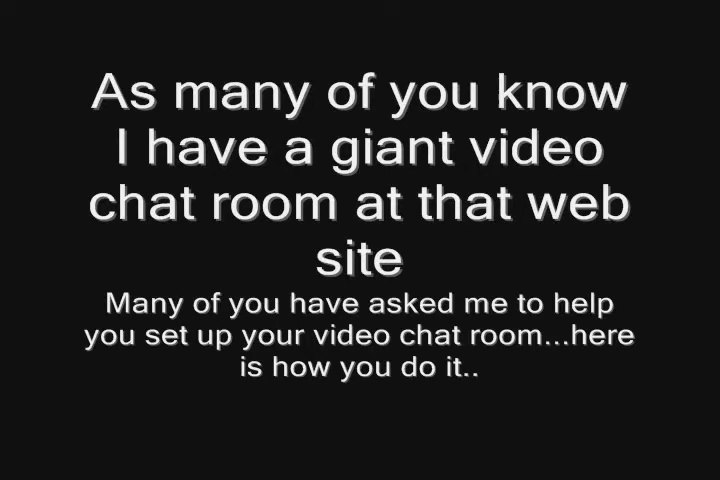 As many of you know
I have a giant video
chat room at that web
site
Many of you have asked me to help
you set up your video chat room...here
is how you do it..